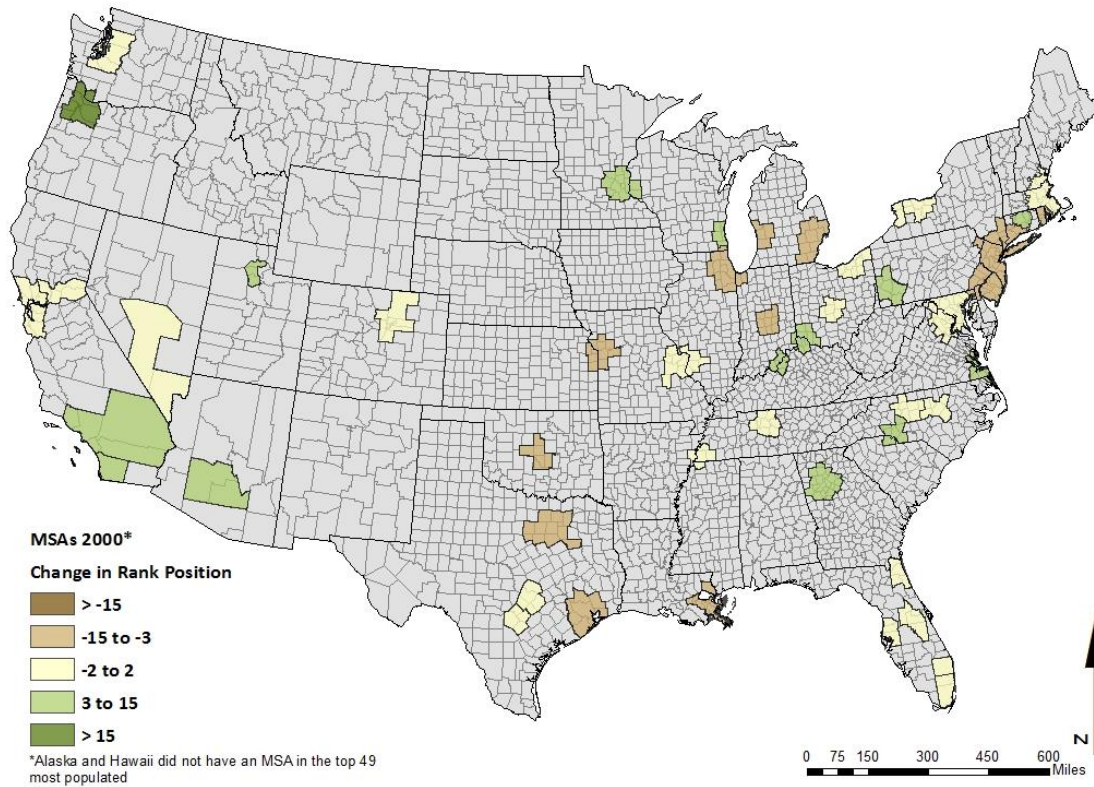 MSAs 2000*
Change in Rank Position
> -15
-15 to -3
-2 to 2
3 to 15
> 15
*Alaska and Hawaii did not have an MSA in the top 49
most populated
N
0 75 150 300 450 600
Miles